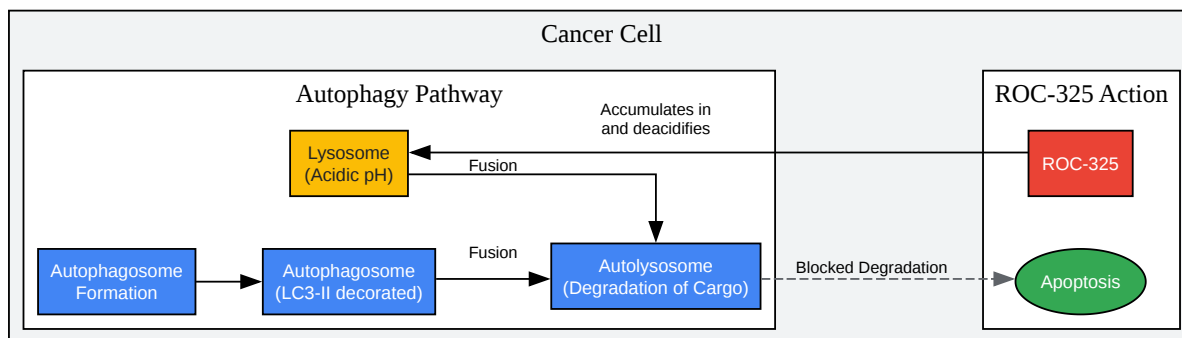 Cancer Cell
Autophagy Pathway
ROC-325 Action
Accumulates in
and deacidifies
Lysosome
(Acidic pH)
Fusion
ROC-325
Autophagosome
Formation
Autophagosome
(LC3-II decorated)
Fusion
Autolysosome
(Degradation of Cargo)
Blocked Degradation
Apoptosis